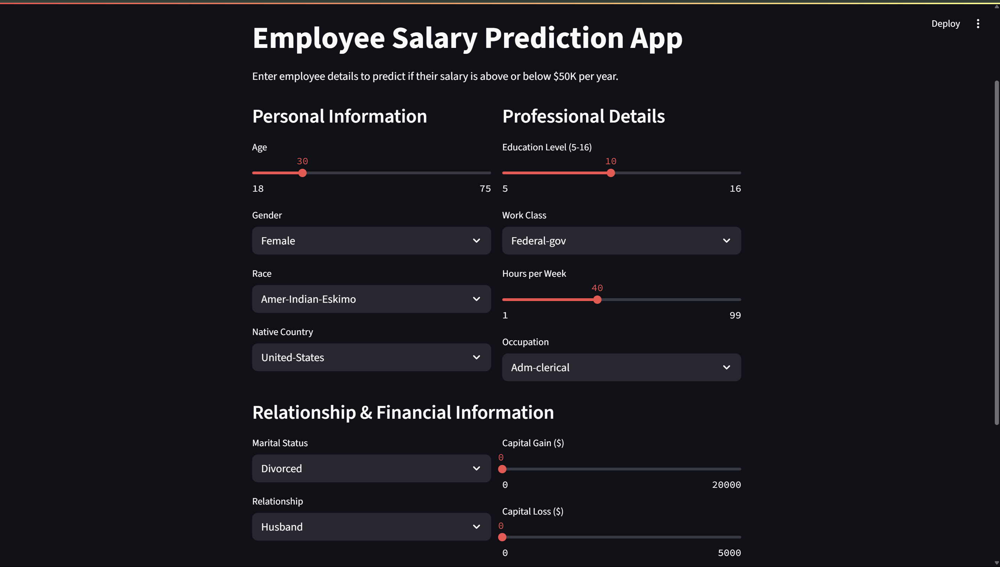 Deploy
Employee Salary Prediction App
Enter employee details to predict if their salary is above or below $50K per year.
Personal Information
Age
30
18 75
Gender
Female
Race
Amer-Indian-Eskimo
Native Country
United-States
Professional Details
Education Level (5-16)
10
5 16
Work Class
Federal-gov
Hours per Week
40
1 99
Occupation
Adm-clerical
Relationship & Financial Information
Marital Status
Divorced
Relationship
Husband
Capital Gain ($)
0
0 20000
Capital Loss ($)
0
0 5000